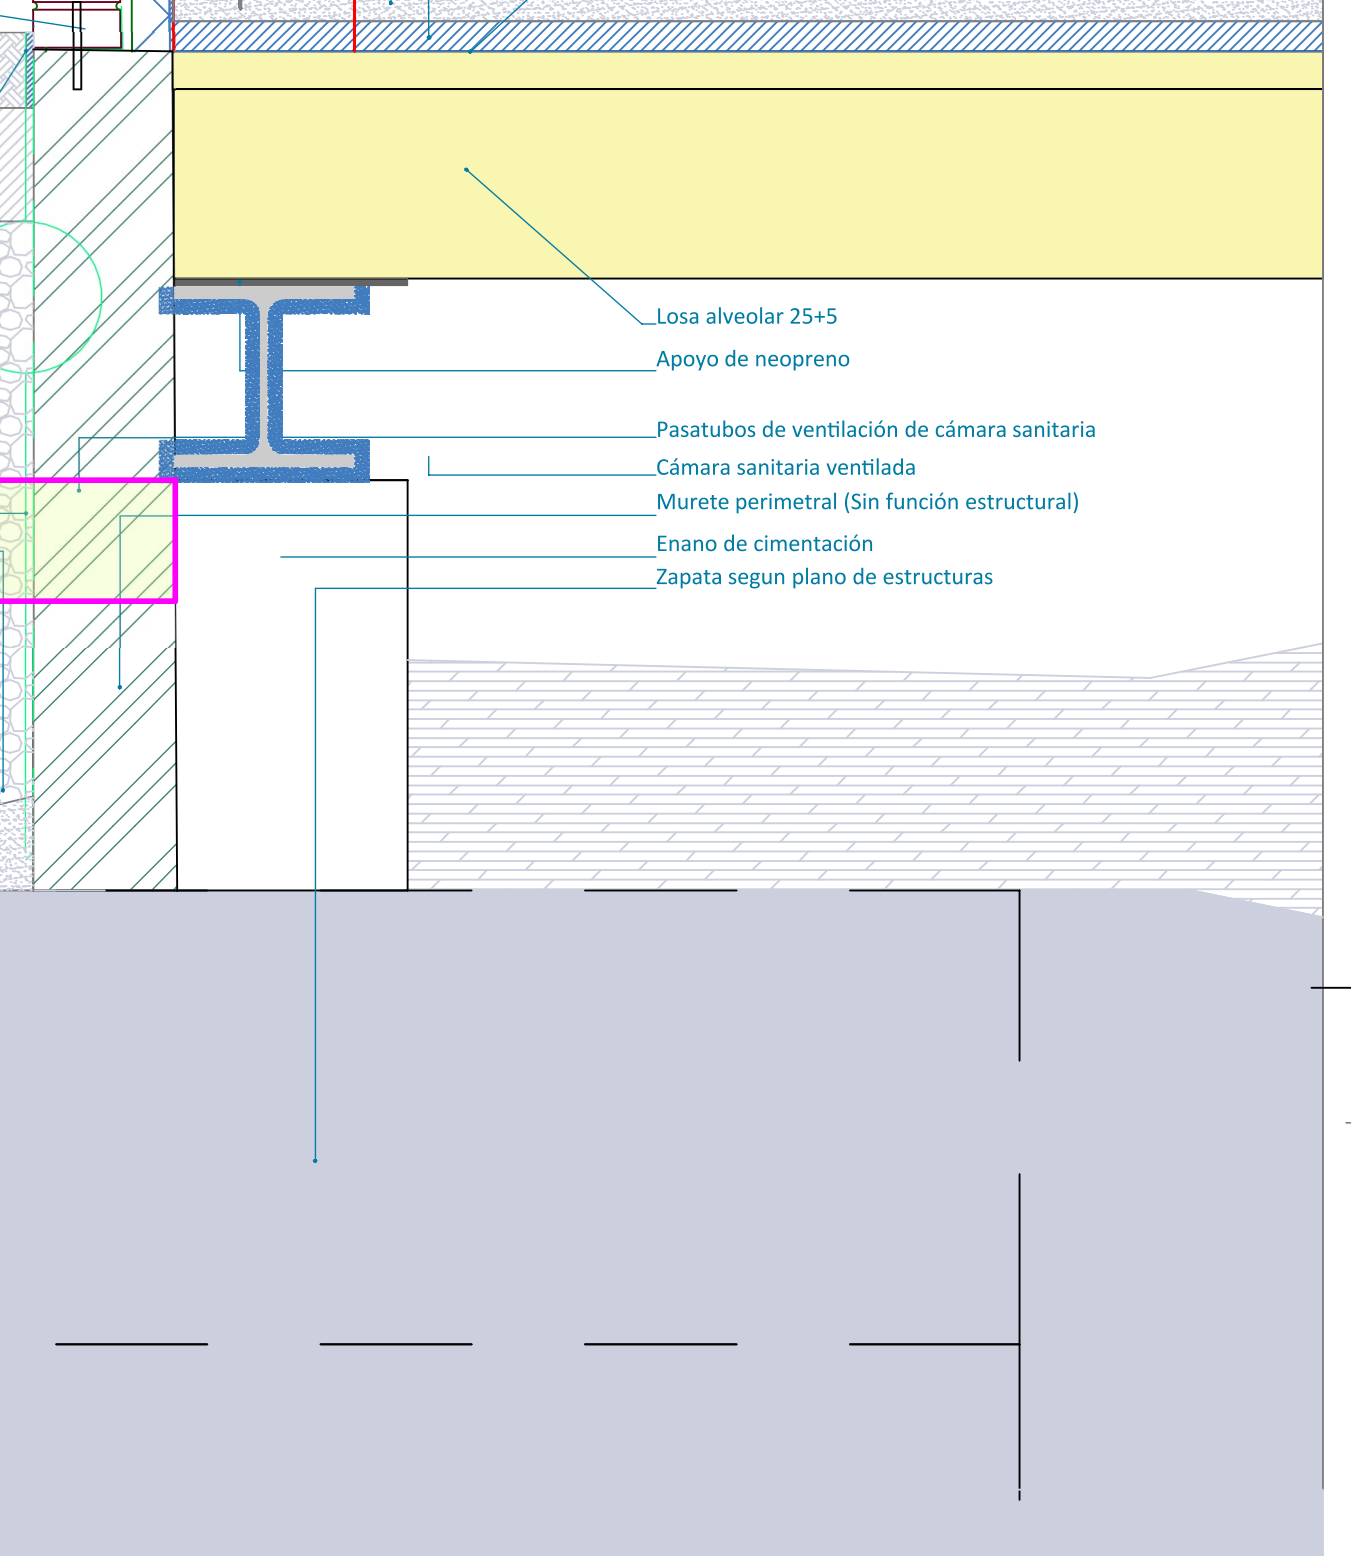 Losa alveolar 25+5
Apoyo de neopreno
Pasatubos de ventilación de cámara sanitaria
Cámara sanitaria ventilada
Murete perimetral (Sin función estructural)
Enano de cimentación
Zapata segun plano de estructuras